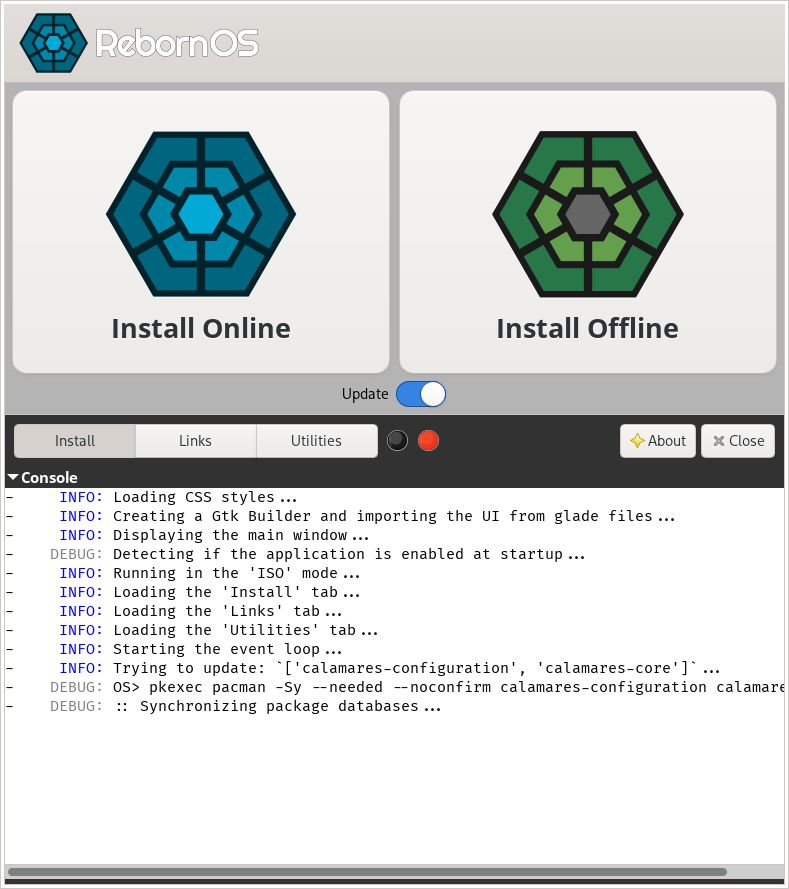 RebornOS
Install Online
Install Offline
Update
Install
Links
Utilities
About
Close
Console
- INFO: Loading CSS styles...
- INFO: Creating a Gtk Builder and importing the UI from glade files...
- INFO: Displaying the main window...
- DEBUG: Detecting if the application is enabled at startup...
- INFO: Running in the 'ISO' mode...
- INFO: Loading the 'Install' tab...
- INFO: Loading the 'Links' tab...
- INFO: Loading the 'Utilities' tab...
- INFO: Starting the event loop...
- INFO: Trying to update: `['calamares-configuration', 'calamares-core']`...
- DEBUG: OS> pkexec pacman -Sy --needed --noconfirm calamares-configuration calamare
- DEBUG: :: Synchronizing package databases...